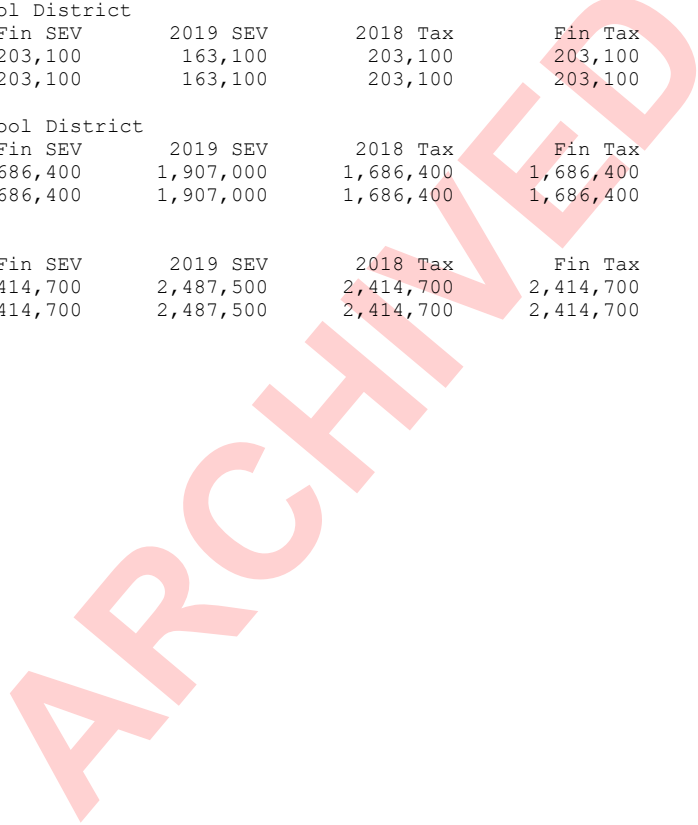 ol District
Fin SEV 2019 SEV 2018 Tax Fin Tax
203,100 163,100 203,100 203,100
203,100 163,100 203,100 203,100
ool District
Fin SEV 2019 SEV 2018 Tax Fin Tax
686,400 1,907,000 1,686,400 1,686,400
686,400 1,907,000 1,686,400 1,686,400
Fin SEV 2019 SEV 2018 Tax Fin Tax
414,700 2,487,500 2,414,700 2,414,700
414,700 2,487,500 2,414,700 2,414,700
ARCHIVED